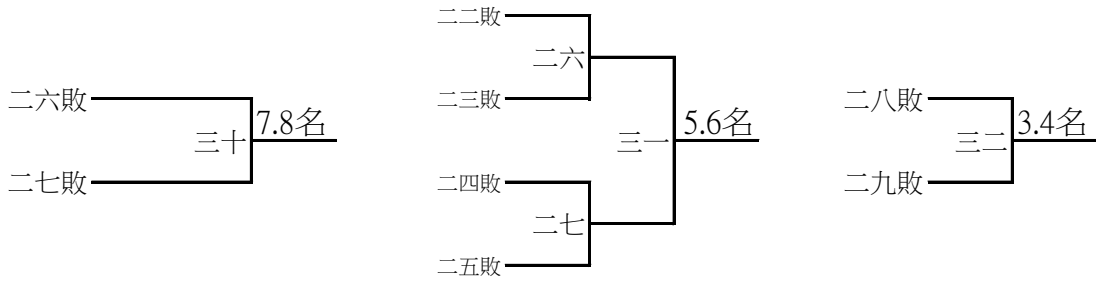 二六敗
三十
7.8名
二七敗
二二敗
二六
二三敗
三一
5.6名
二四敗
二七
二五敗
二八敗
三二
3.4名
二九敗